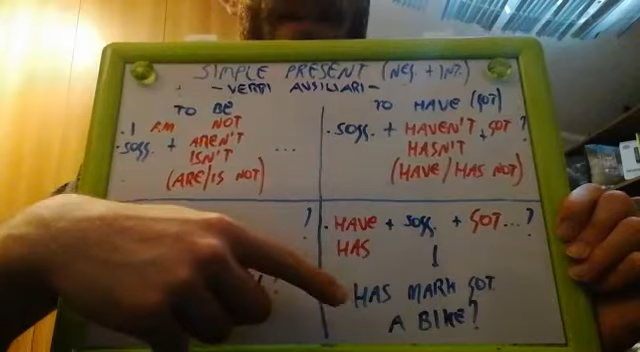 SIMPLE PRESENT (NEG. + INT.)
- VERBI AUSILIARI -
TO BE
. I AM NOT
. SOGG. + AREN'T
ISN'T
...
(ARE/IS NOT)
TO HAVE (GOT)
. SOGG. + HAVEN'T + GOT
HASN'T
(HAVE/HAS NOT)
?
. HAVE + SOGG. + GOT...?
HAS
HAS MARK GOT
A BIKE?